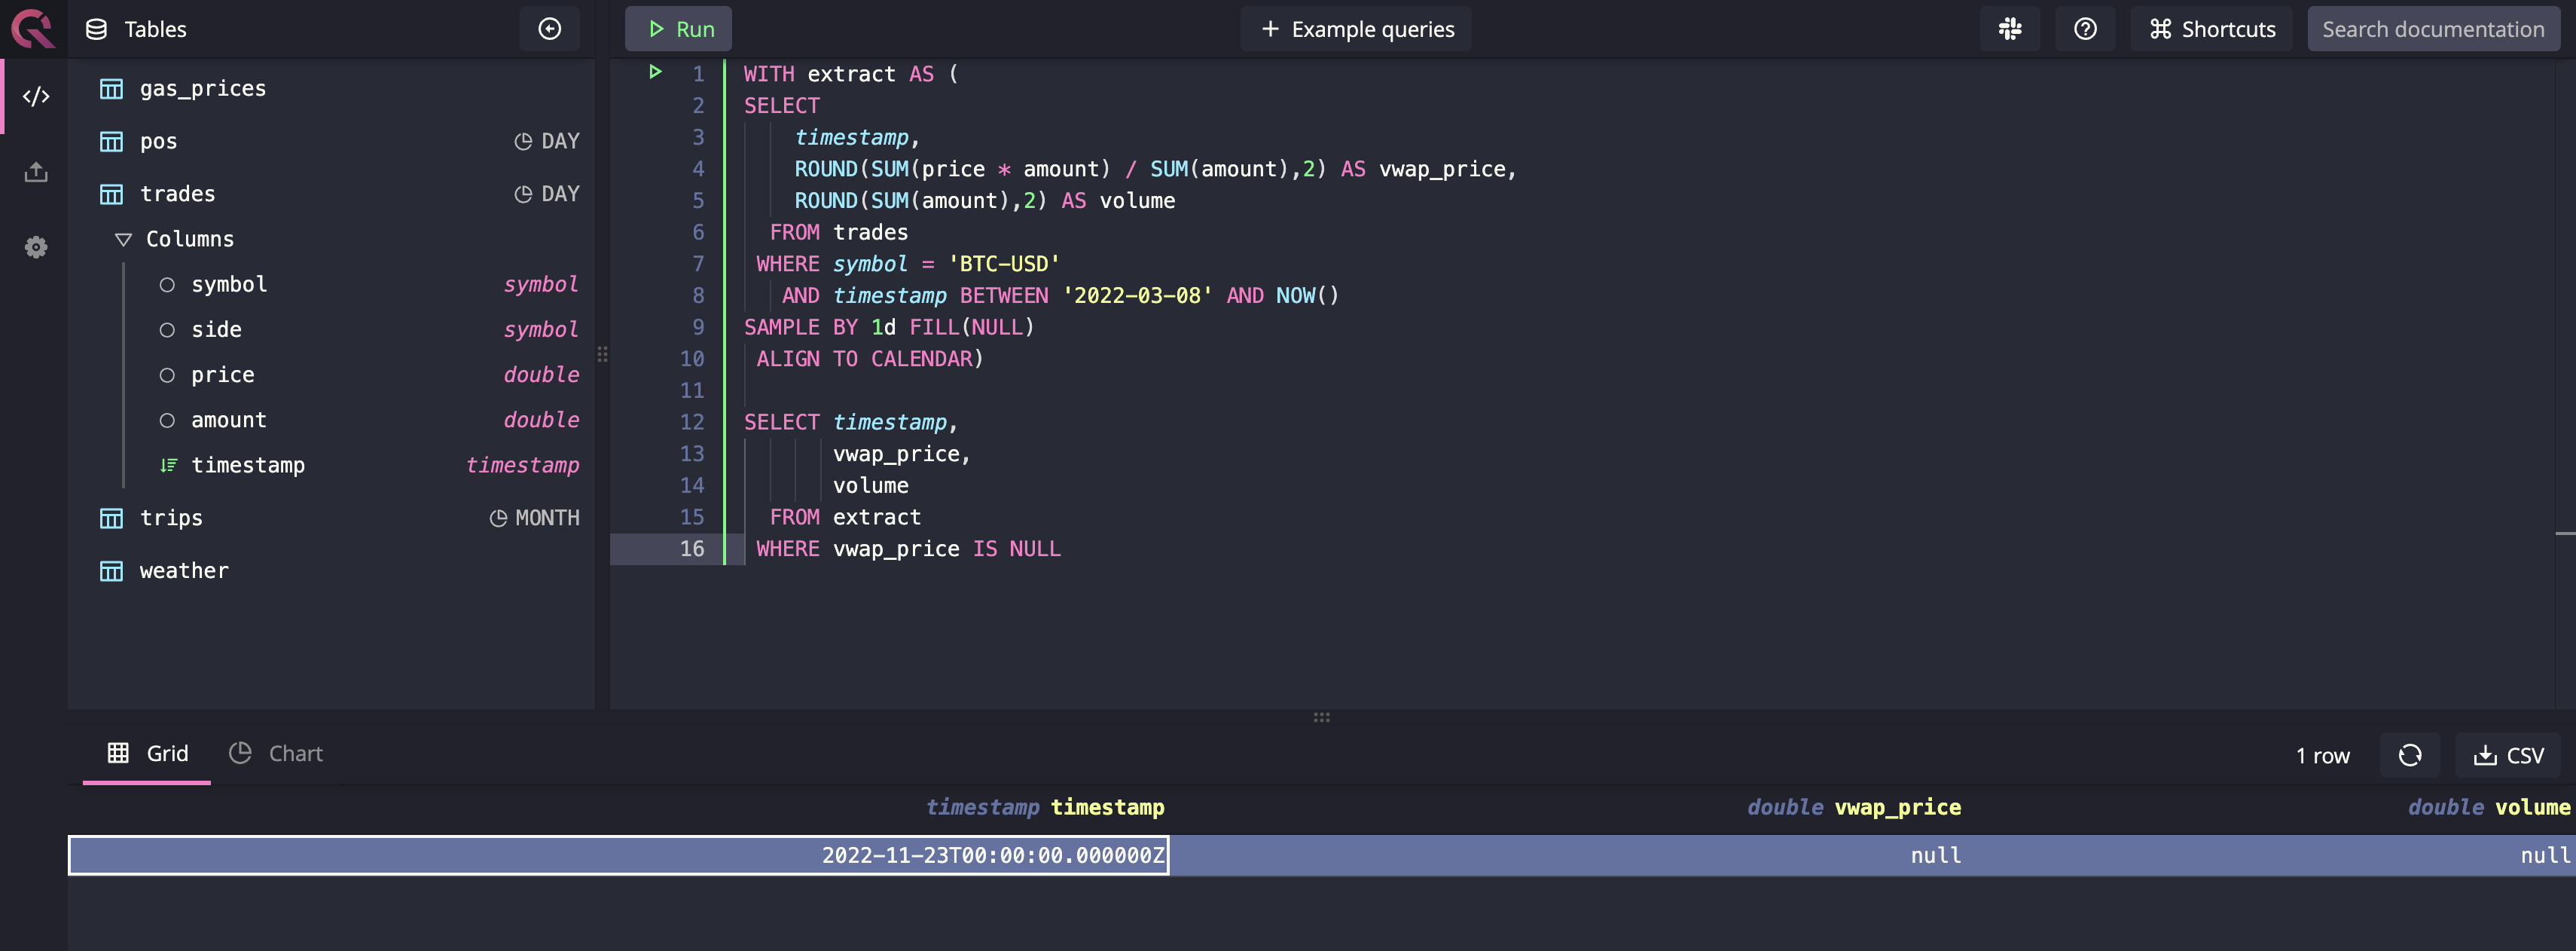 Tables
Run
Example queries
Shortcuts
Search documentation
gas_prices
pos DAY
trades DAY
Columns
symbol symbol
side symbol
price double
amount double
timestamp timestamp
trips MONTH
weather
1 WITH extract AS (
2 SELECT
3 timestamp,
4 ROUND(SUM(price * amount) / SUM(amount),2) AS vwap_price,
5 ROUND(SUM(amount),2) AS volume
6 FROM trades
7 WHERE symbol = 'BTC-USD'
8 AND timestamp BETWEEN '2022-03-08' AND NOW()
9 SAMPLE BY 1d FILL(NULL)
10 ALIGN TO CALENDAR)
11
12 SELECT timestamp,
13 vwap_price,
14 volume
15 FROM extract
16 WHERE vwap_price IS NULL
Grid
Chart
1 row
CSV
timestamp timestamp double vwap_price double volume
2022-11-23T00:00:00.000000Z null null